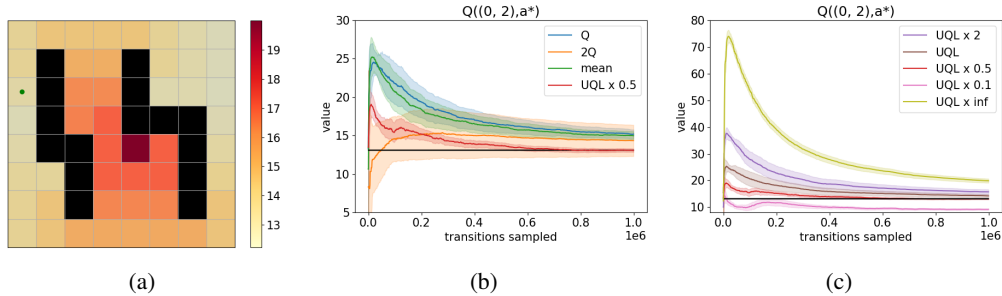 19
18
17
16
15
14
13
(a)
Q((0, 2),a*)
value
30
25
20
15
10
5
Q
2Q
mean
UQL x 0.5
0.0 0.2 0.4 0.6 0.8 1.0
1e6
transitions sampled
(b)
Q((0, 2),a*)
value
80
70
60
50
40
30
20
10
UQL x 2
UQL
UQL x 0.5
UQL x 0.1
UQL x inf
0.0 0.2 0.4 0.6 0.8 1.0
1e6
transitions sampled
(c)